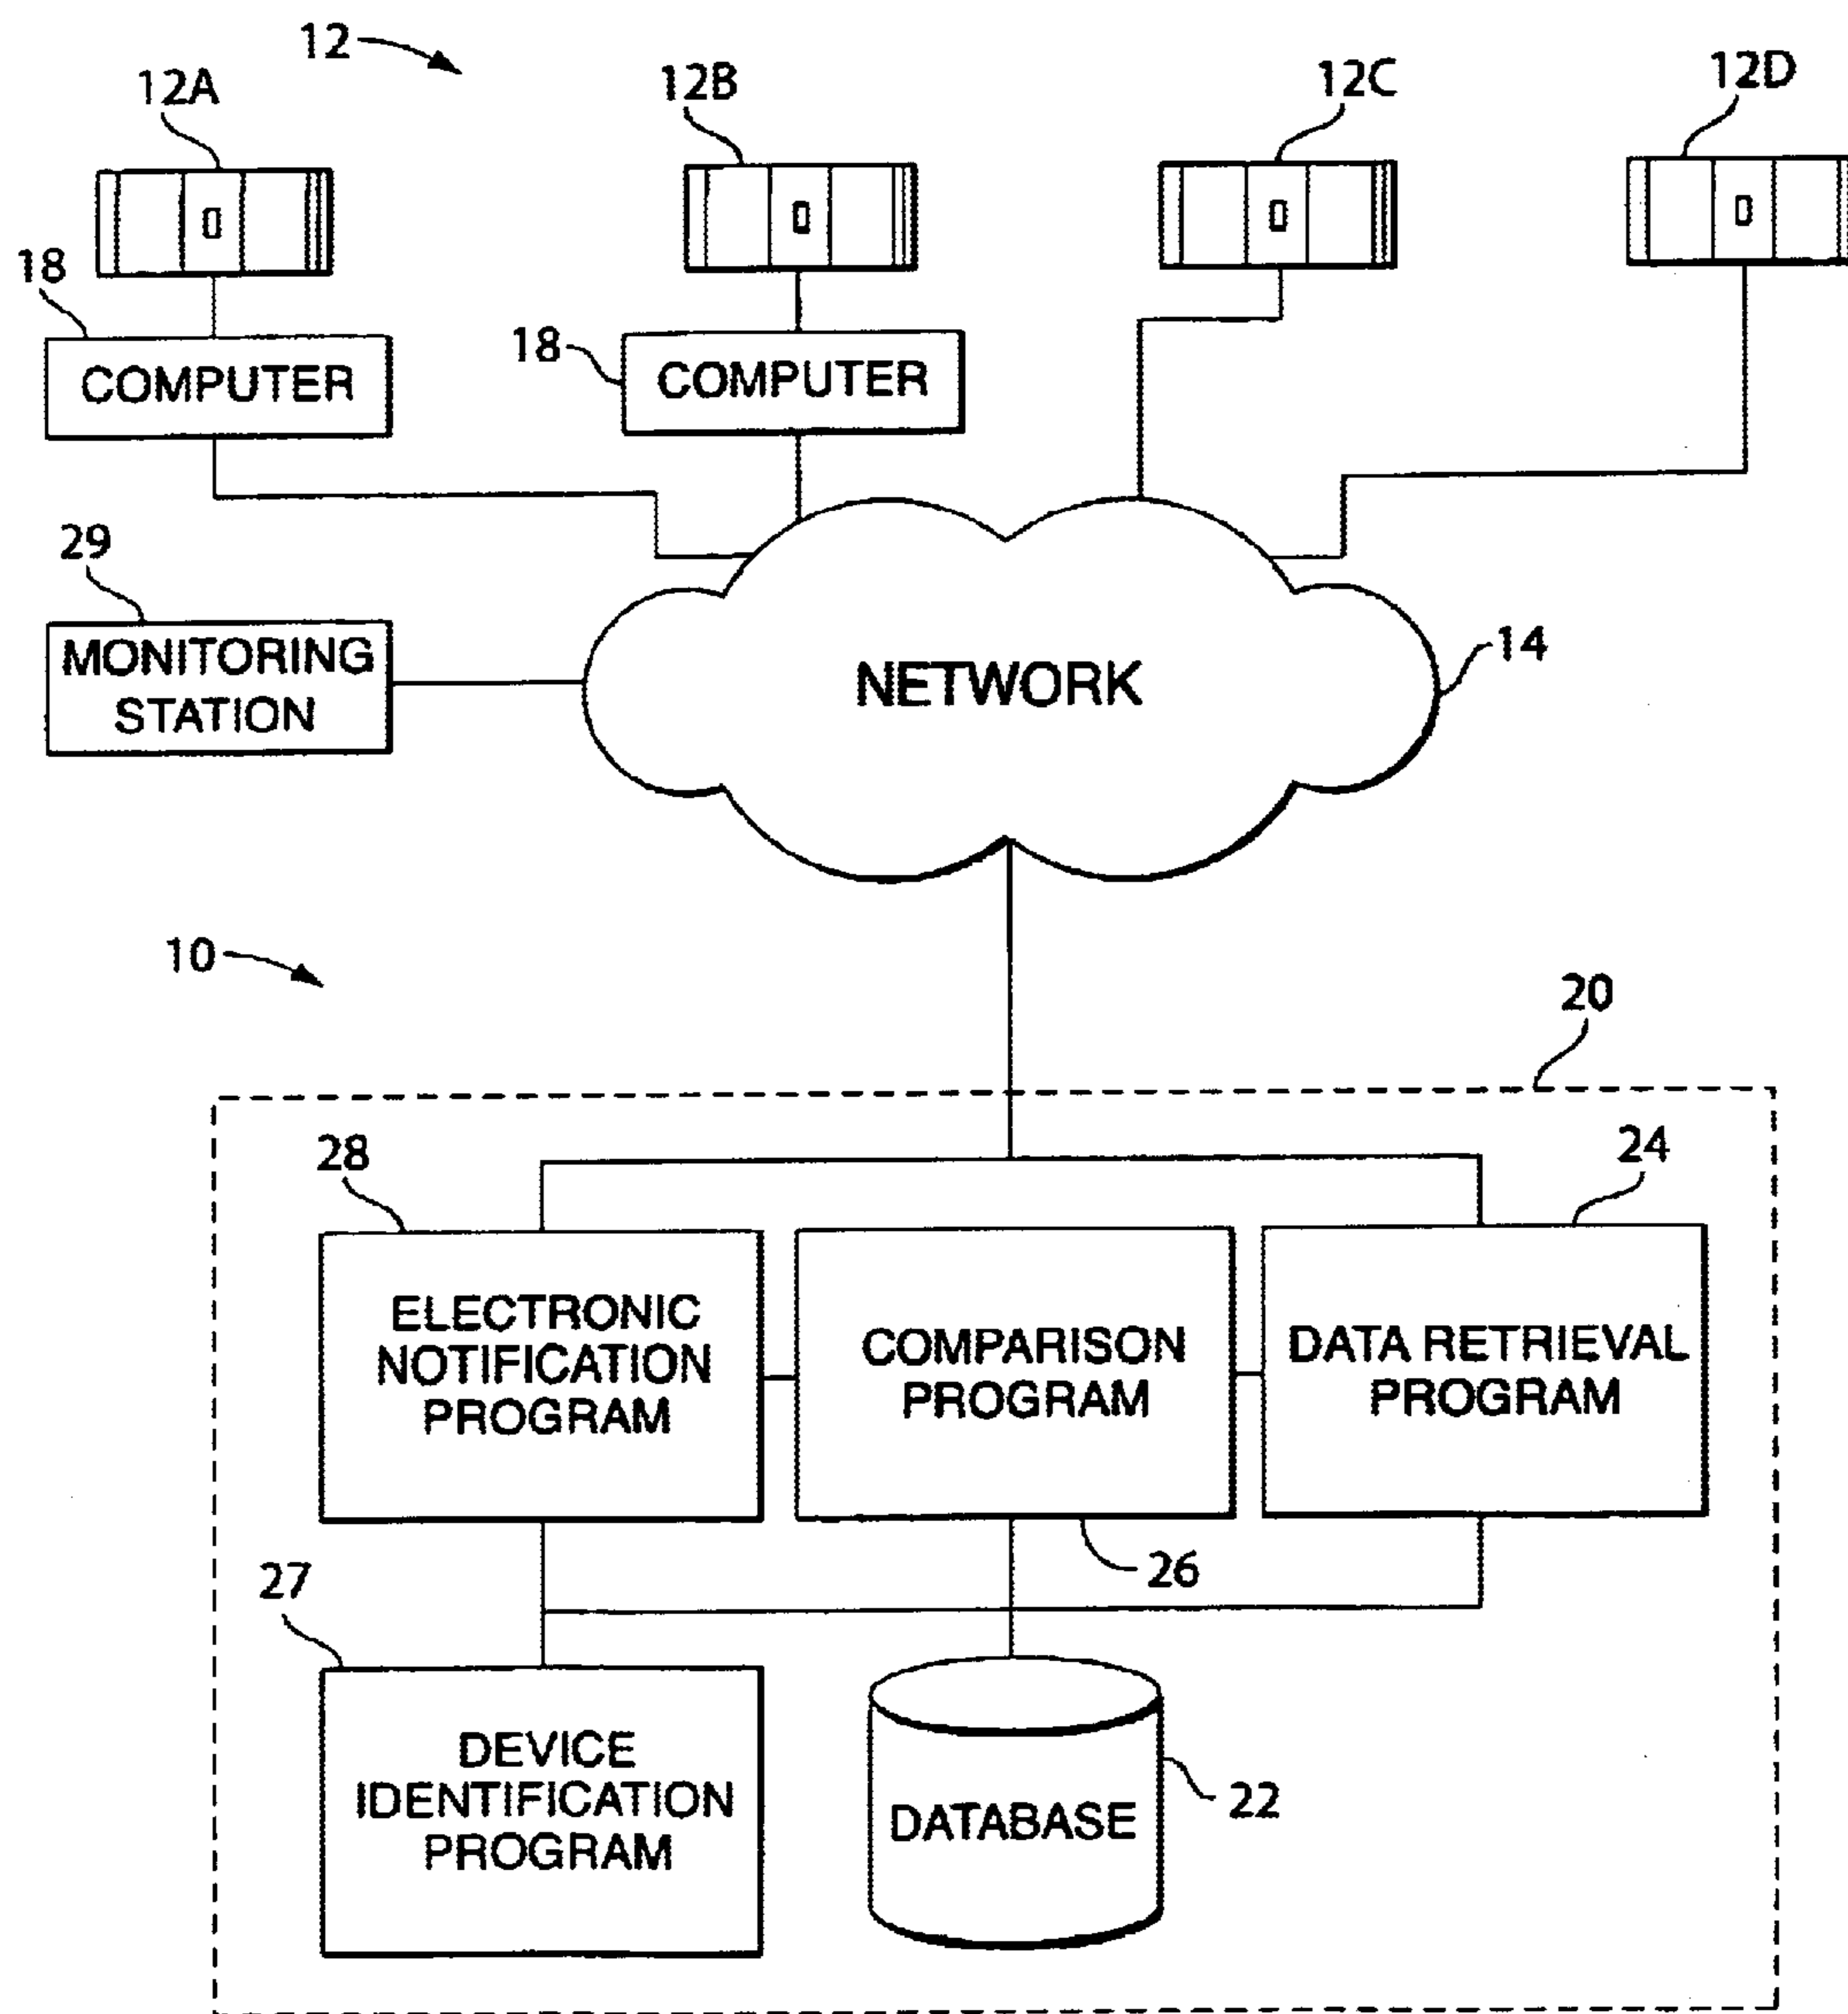 12
12A
12B
12C
12D
18
COMPUTER
18
COMPUTER
29
MONITORING
STATION
NETWORK
14
10
20
28
24
ELECTRONIC
NOTIFICATION
PROGRAM
COMPARISON
PROGRAM
DATA RETRIEVAL
PROGRAM
26
27
DEVICE
IDENTIFICATION
PROGRAM
DATABASE
22